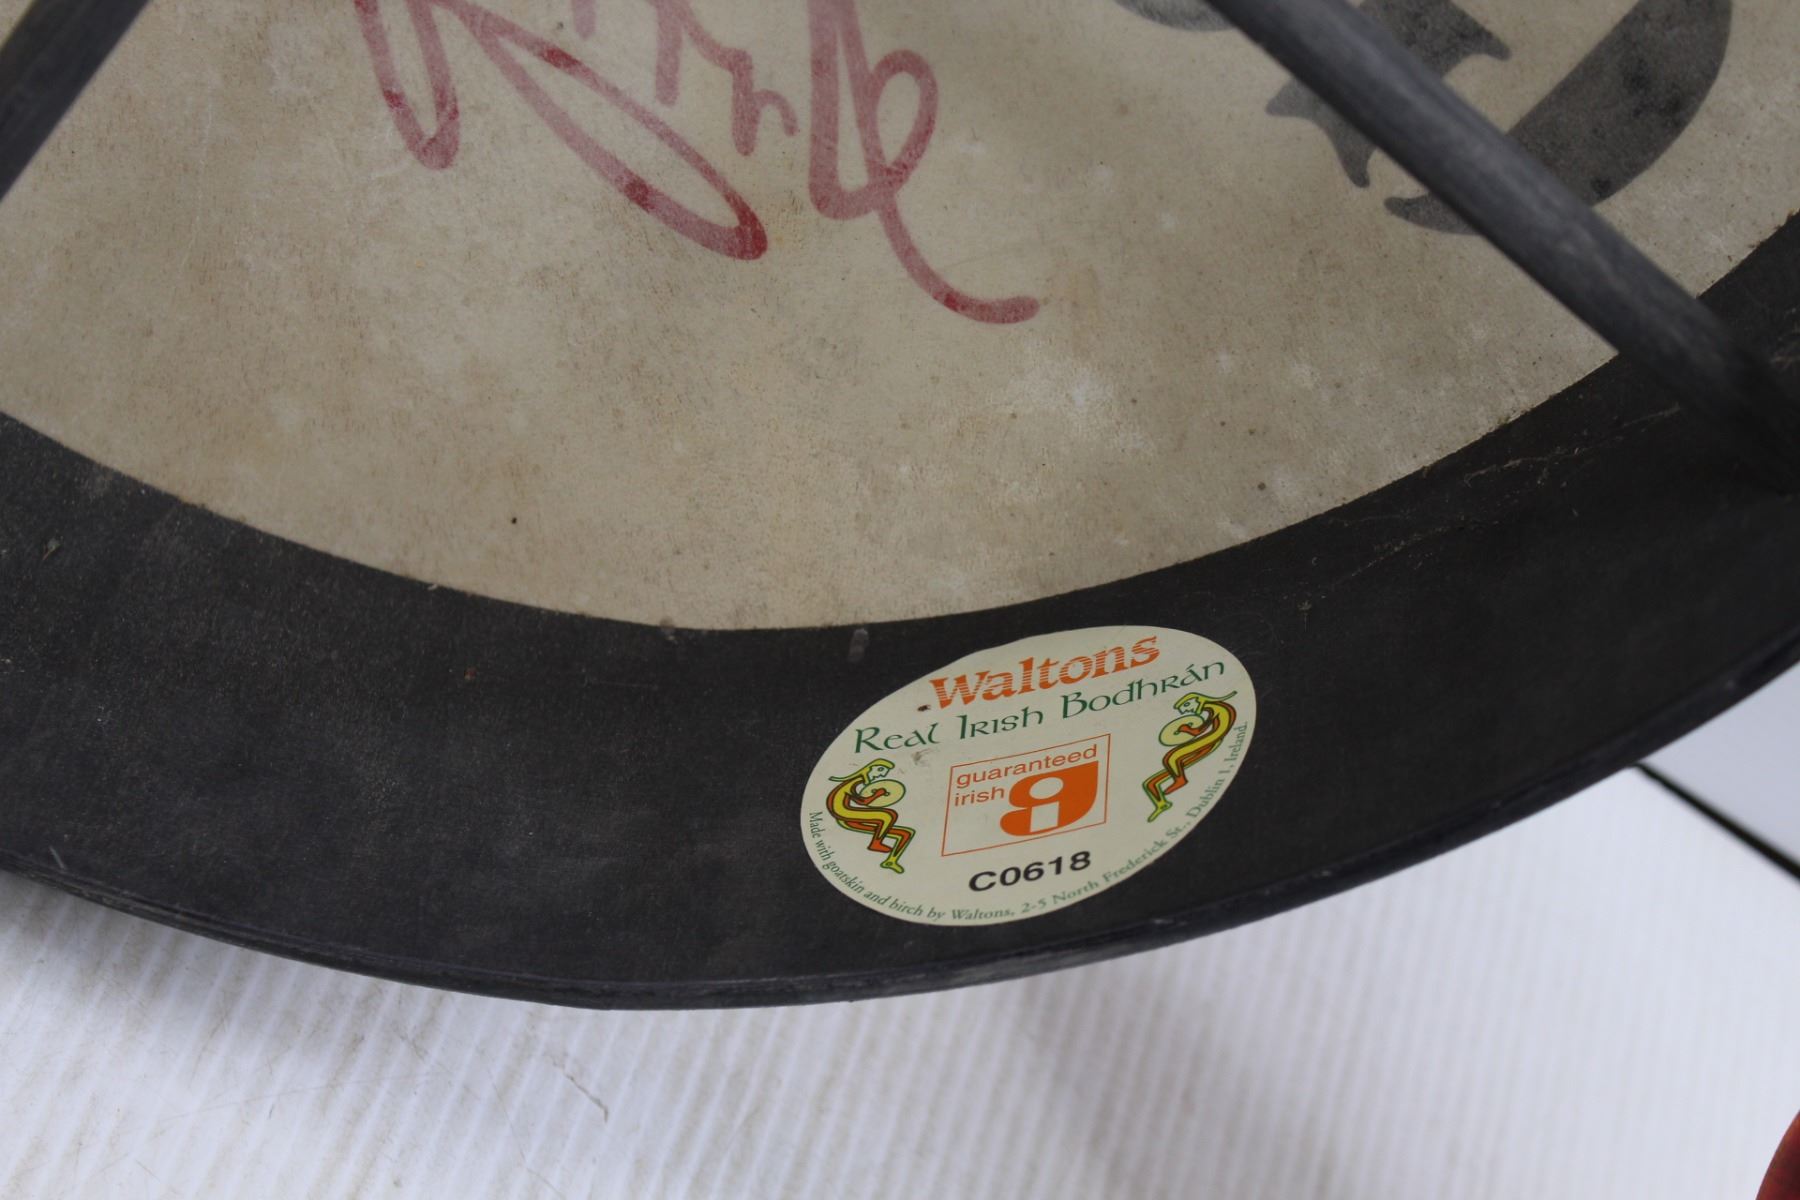 Waltons
Real Irish Bodhrán
guaranteed
irish
C0618
Made with goatskin and birch by Waltons, 2-5 North Frederick St., Dublin 1, Ireland.